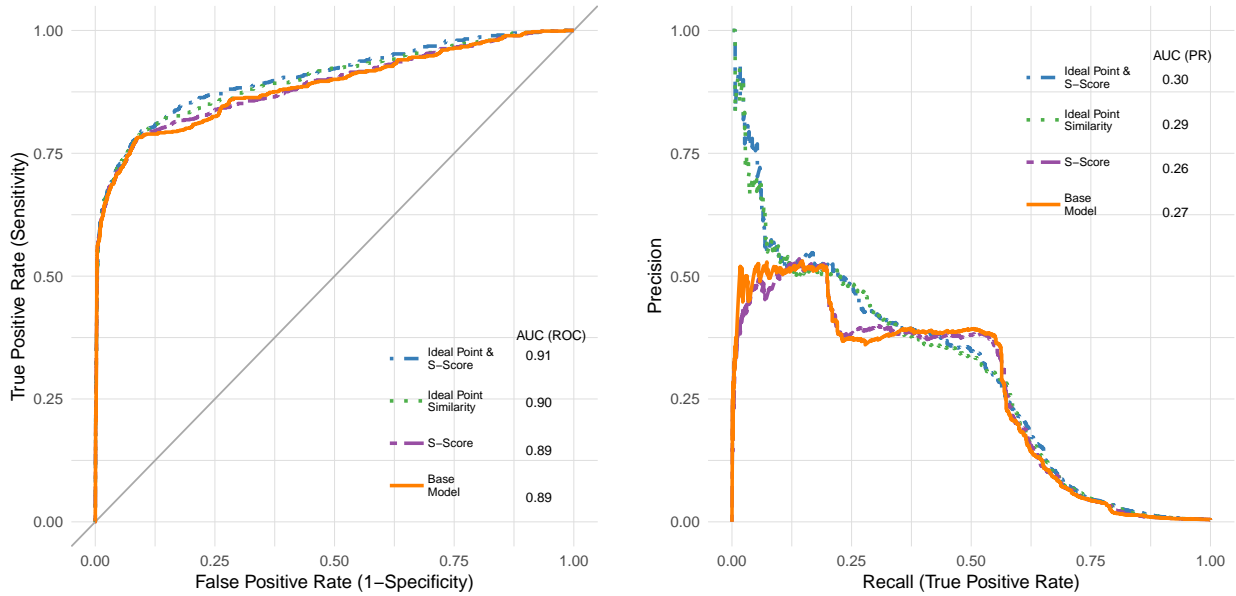 1.00
0.75
0.50
0.25
0.00
True Positive Rate (Sensitivity)
AUC (ROC)
Ideal Point &
S−Score
0.91
Ideal Point
Similarity
0.90
S−Score
0.89
Base
Model
0.89
0.00
0.25
0.50
0.75
1.00
False Positive Rate (1−Specificity)
1.00
0.75
0.50
0.25
0.00
Precision
AUC (PR)
Ideal Point &
S−Score
0.30
Ideal Point
Similarity
0.29
S−Score
0.26
Base
Model
0.27
0.00
0.25
0.50
0.75
1.00
Recall (True Positive Rate)